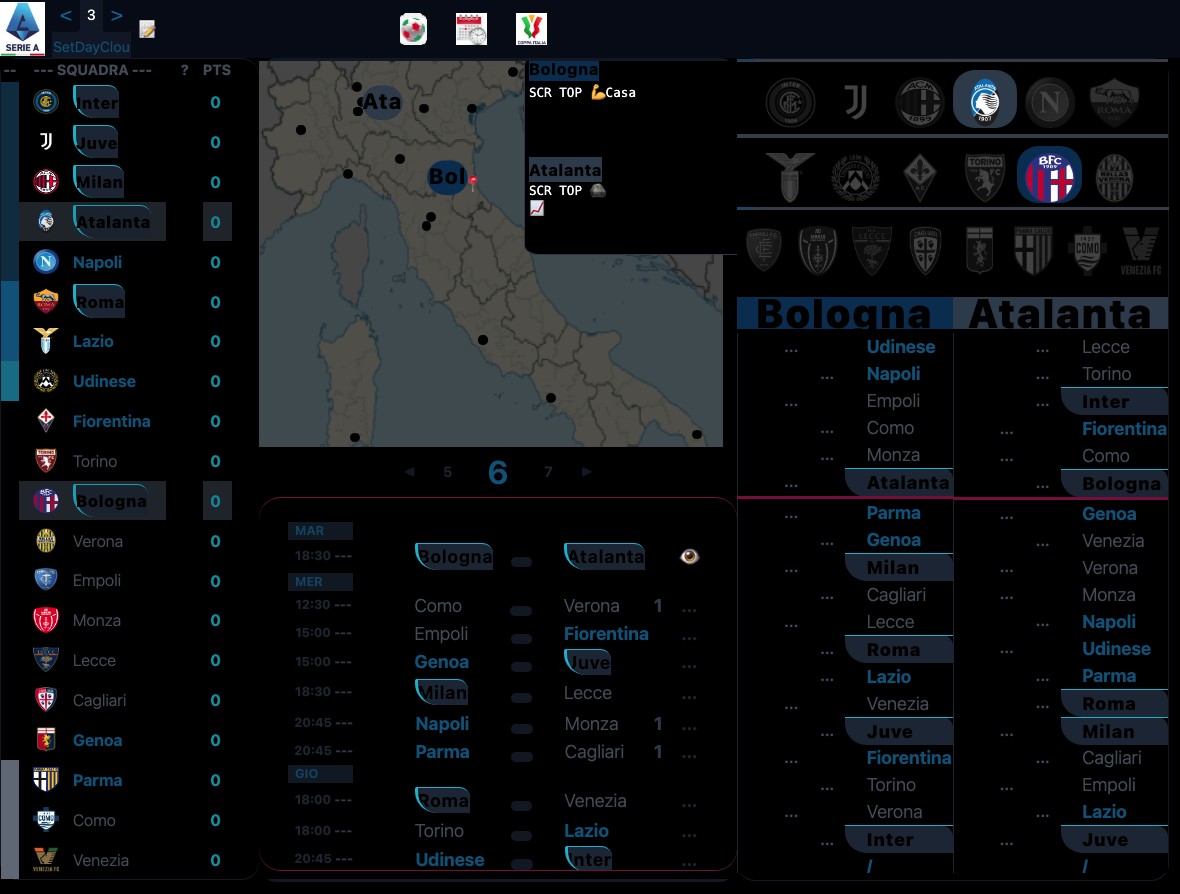 < 3 >
SERIE A
SetDayClou
COPPA ITALIA
-- --- SQUADRA --- ? PTS
Inter 0
Juve 0
Milan 0
Atalanta 0
Napoli 0
Roma 0
Lazio 0
Udinese 0
Fiorentina 0
Torino 0
Bologna 0
Verona 0
Empoli 0
Monza 0
Lecce 0
Cagliari 0
Genoa 0
Parma 0
Como 0
Venezia 0
Ata
Bol
Bologna
SCR TOP 💪Casa
Atalanta
SCR TOP
◄ 5 6 7 ►
MAR
18:30 --- Bologna Atalanta
MER
12:30 --- Como Verona 1 ...
15:00 --- Empoli Fiorentina ...
15:00 --- Genoa Juve ...
18:30 --- Milan Lecce ...
20:45 --- Napoli Monza 1 ...
20:45 --- Parma Cagliari 1 ...
GIO
18:00 --- Roma Venezia ...
18:00 --- Torino Lazio ...
20:45 --- Udinese Inter ...
Bologna Atalanta
... Udinese ... Lecce
... Napoli ... Torino
... Empoli ... Inter
... Como ... Fiorentina
... Monza ... Como
... Atalanta ... Bologna
... Parma ... Genoa
... Genoa ... Venezia
... Milan ... Verona
... Cagliari ... Monza
... Lecce ... Napoli
... Roma ... Udinese
... Lazio ... Parma
... Venezia ... Roma
... Juve ... Milan
... Fiorentina ... Cagliari
... Torino ... Empoli
... Verona ... Lazio
... Inter ... Juve
/ /